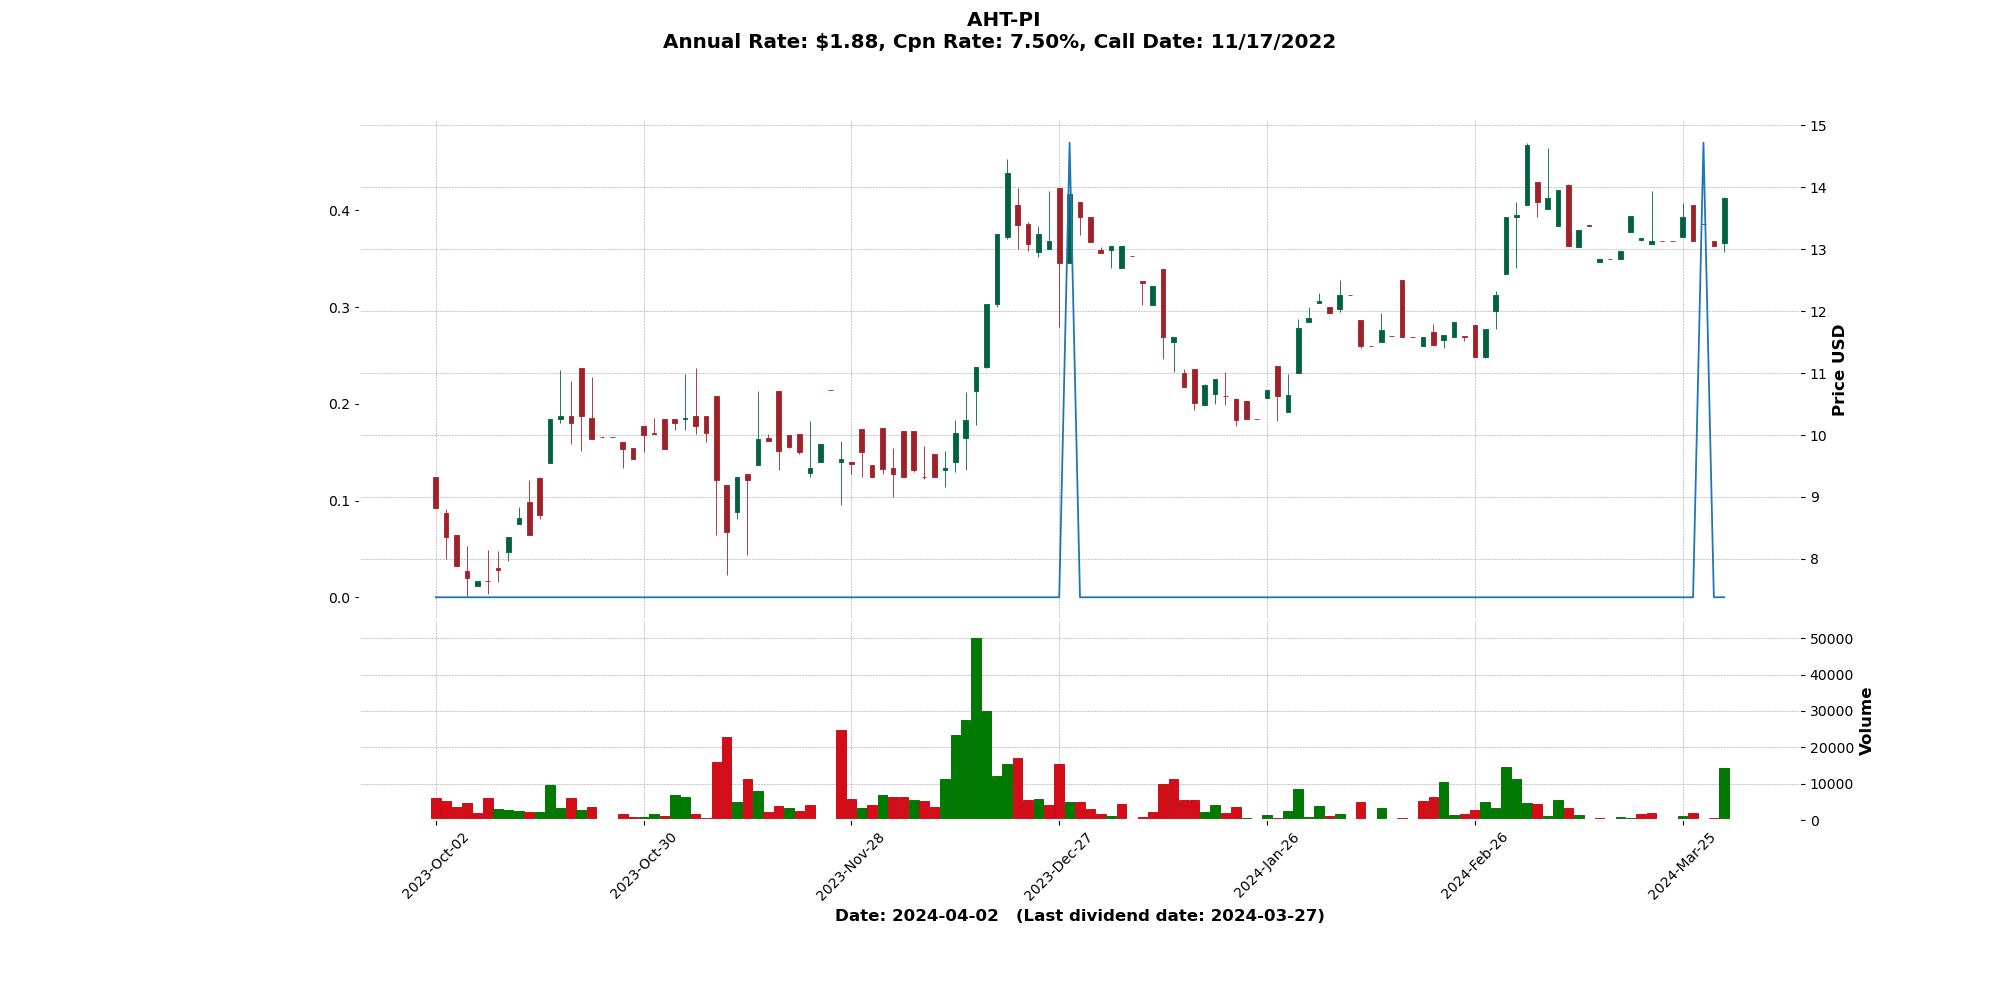 AHT-PI
Annual Rate: $1.88, Cpn Rate: 7.50%, Call Date: 11/17/2022
0.4
0.3
0.2
0.1
0.0
15
14
13
12
11
10
9
8
Price USD
50000
40000
30000
20000
10000
0
Volume
2023-Oct-02
2023-Oct-30
2023-Nov-28
2023-Dec-27
2024-Jan-26
2024-Feb-26
2024-Mar-25
Date: 2024-04-02 (Last dividend date: 2024-03-27)